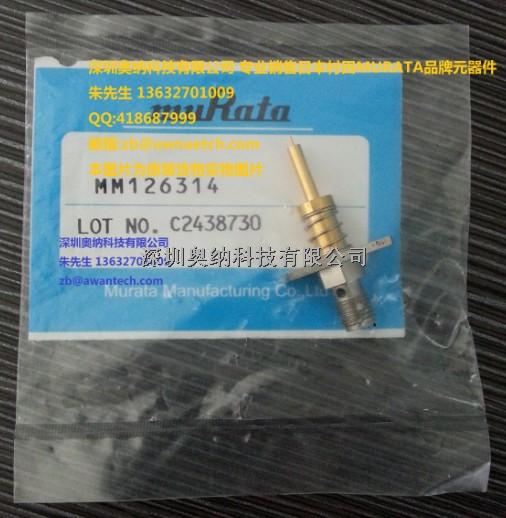 深圳奥纳科技有限公司 专业销售日本村田MURATA品牌元器件
朱先生 13632701009
muRata
QQ:418687999
邮箱:zb@awanetech.com
本图片为原装进物实物图片
MM126314
LOT NO. C2438730
深圳奥纳科技有限公司
朱先生 13632701009
深圳奥纳科技有限公司
zb@awantech.com
Murata Manufacturing Co.,Ltd